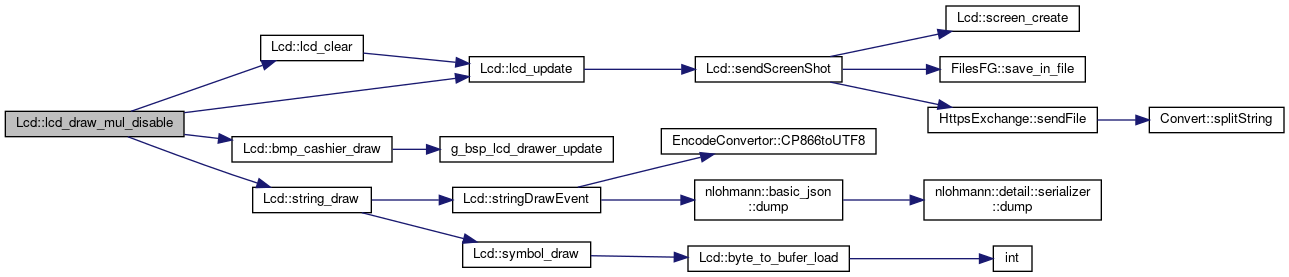 Lcd::lcd_draw_mul_disable
Lcd::lcd_clear
Lcd::lcd_update
Lcd::sendScreenShot
Lcd::screen_create
FilesFG::save_in_file
HttpsExchange::sendFile
Convert::splitString
Lcd::bmp_cashier_draw
g_bsp_lcd_drawer_update
Lcd::string_draw
Lcd::stringDrawEvent
EncodeConvertor::CP866toUTF8
nlohmann::basic_json
::dump
nlohmann::detail::serializer
::dump
Lcd::symbol_draw
Lcd::byte_to_bufer_load
int